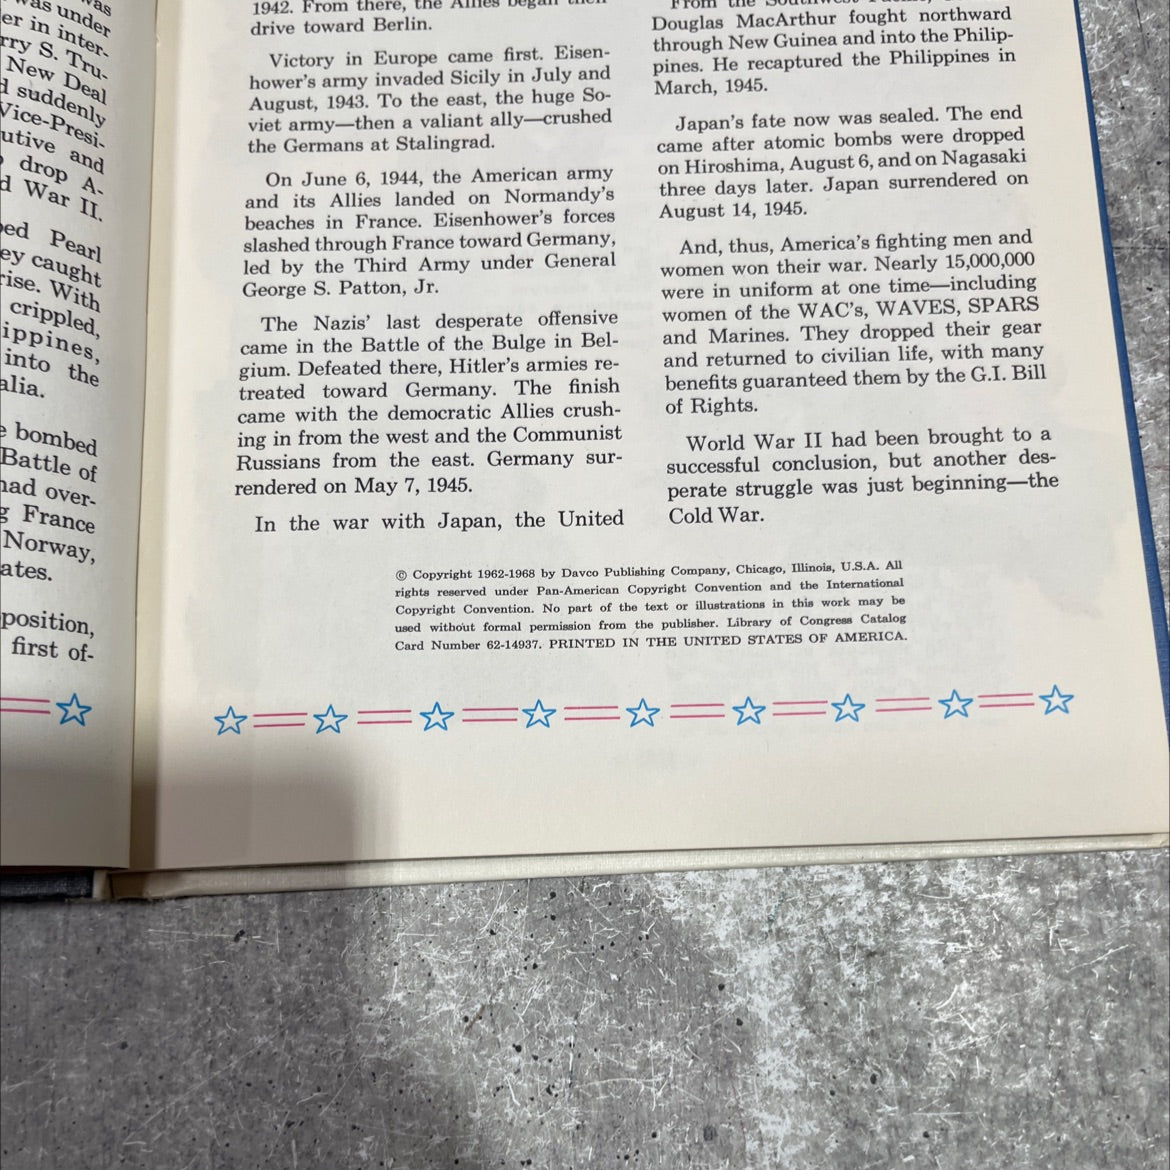 was
was under
er in inter-
rry S. Tru-
New Deal
d suddenly
Vice-Presi-
utive and
drop A-
d War II.
ed Pearl
ey caught
rise. With
crippled,
ippines,
into the
alia.
bombed
Battle of
had over-
g France
Norway,
ates.
position,
first of-
1942. From there, the Allies began their
drive toward Berlin.
Victory in Europe came first. Eisen-
hower's army invaded Sicily in July and
August, 1943. To the east, the huge So-
viet army—then a valiant ally—crushed
the Germans at Stalingrad.
On June 6, 1944, the American army
and its Allies landed on Normandy's
beaches in France. Eisenhower's forces
slashed through France toward Germany,
led by the Third Army under General
George S. Patton, Jr.
The Nazis' last desperate offensive
came in the Battle of the Bulge in Bel-
gium. Defeated there, Hitler's armies re-
treated toward Germany. The finish
came with the democratic Allies crush-
ing in from the west and the Communist
Russians from the east. Germany sur-
rendered on May 7, 1945.
In the war with Japan, the United
From the Southwest
Douglas MacArthur fought northward
through New Guinea and into the Philip-
pines. He recaptured the Philippines in
March, 1945.
Japan's fate now was sealed. The end
came after atomic bombs were dropped
on Hiroshima, August 6, and on Nagasaki
three days later. Japan surrendered on
August 14, 1945.
And, thus, America's fighting men and
women won their war. Nearly 15,000,000
were in uniform at one time—including
women of the WAC's, WAVES, SPARS
and Marines. They dropped their gear
and returned to civilian life, with many
benefits guaranteed them by the G.I. Bill
of Rights.
World War II had been brought to a
successful conclusion, but another des-
perate struggle was just beginning—the
Cold War.
© Copyright 1962-1968 by Davco Publishing Company, Chicago, Illinois, U.S.A. All
rights reserved under Pan-American Copyright Convention and the International
Copyright Convention. No part of the text or illustrations in this work may be
used without formal permission from the publisher. Library of Congress Catalog
Card Number 62-14937. PRINTED IN THE UNITED STATES OF AMERICA.